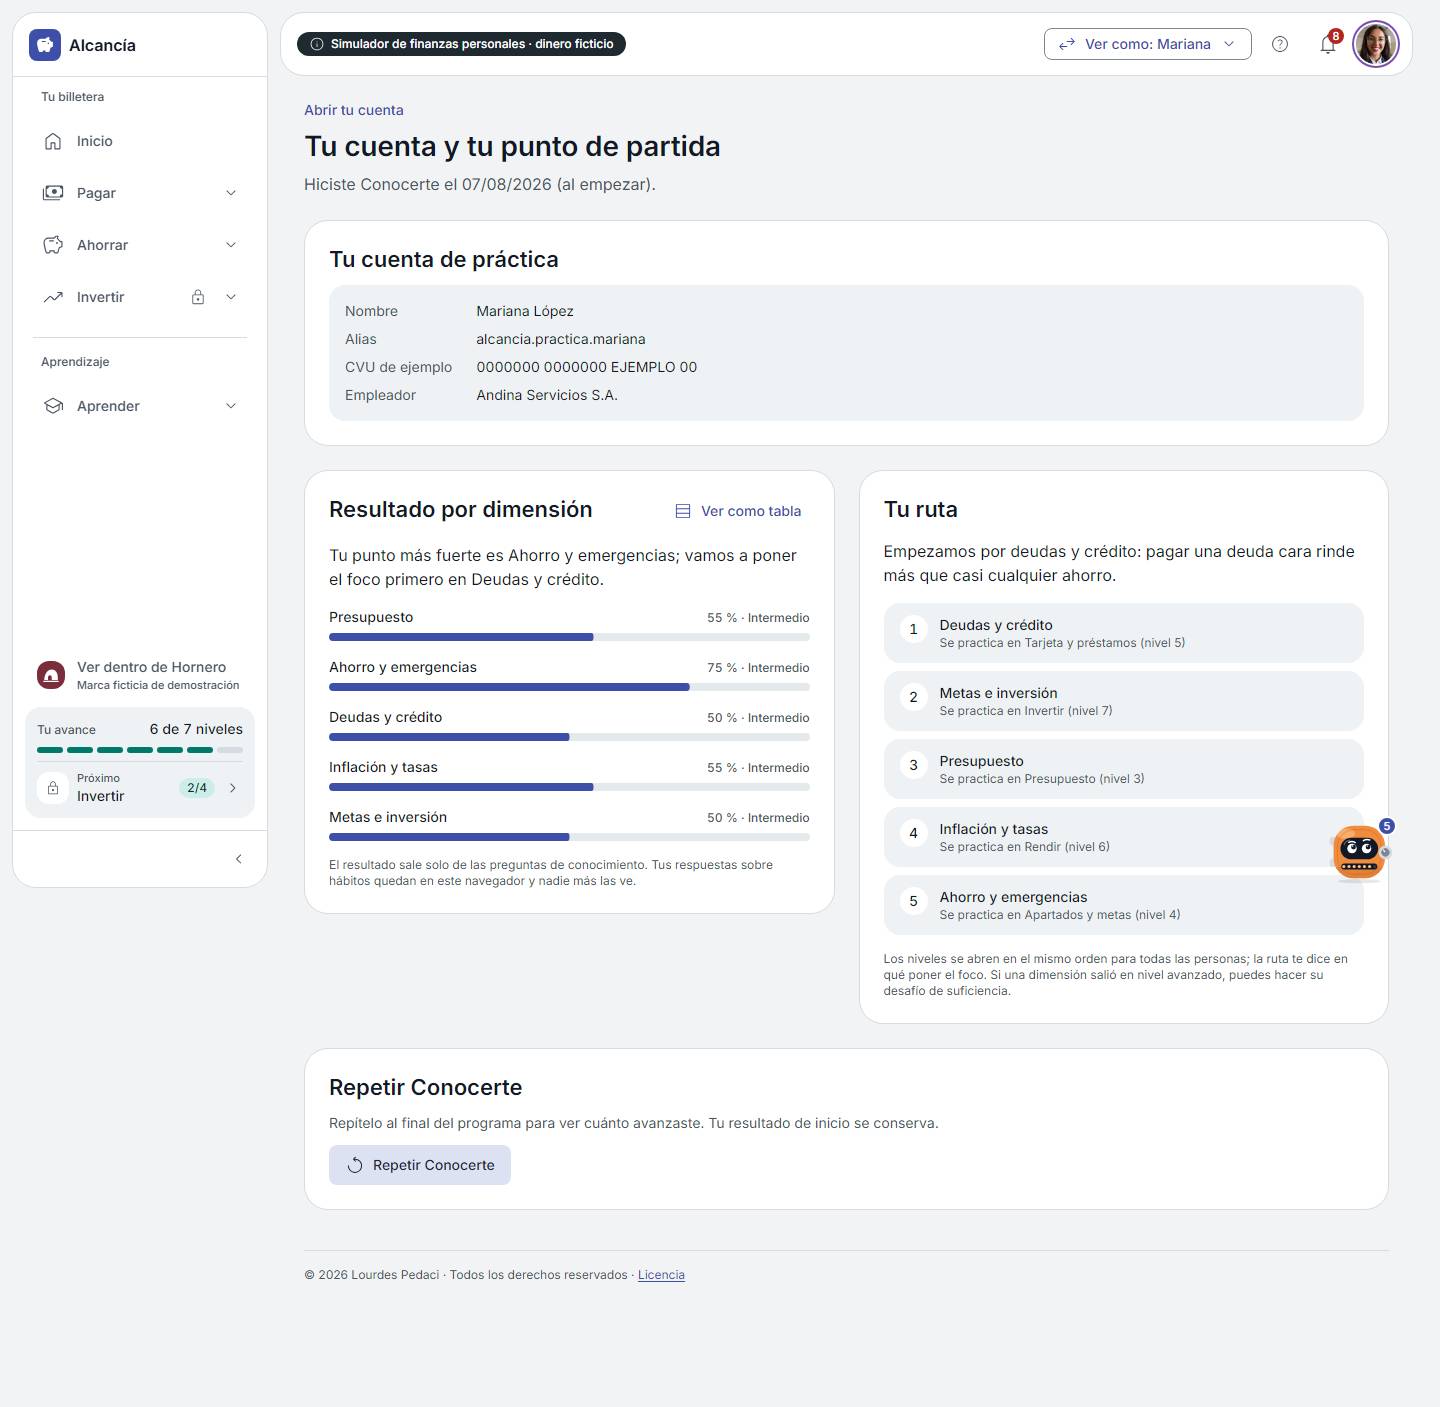 Alcancía
Tu billetera
Inicio
Pagar
Ahorrar
Invertir
Aprendizaje
Aprender
Ver dentro de Hornero
Marca ficticia de demostración
Tu avance
6 de 7 niveles
Próximo
Invertir
2/4
Simulador de finanzas personales · dinero ficticio
Ver como: Mariana
8
Abrir tu cuenta
Tu cuenta y tu punto de partida
Hiciste Conocerte el 07/08/2026 (al empezar).
Tu cuenta de práctica
Nombre Mariana López
Alias alcancia.practica.mariana
CVU de ejemplo 0000000 0000000 EJEMPLO 00
Empleador Andina Servicios S.A.
Resultado por dimensión
Ver como tabla
Tu punto más fuerte es Ahorro y emergencias; vamos a poner
el foco primero en Deudas y crédito.
Presupuesto 55 % · Intermedio
Ahorro y emergencias 75 % · Intermedio
Deudas y crédito 50 % · Intermedio
Inflación y tasas 55 % · Intermedio
Metas e inversión 50 % · Intermedio
El resultado sale solo de las preguntas de conocimiento. Tus respuestas sobre
hábitos quedan en este navegador y nadie más las ve.
Tu ruta
Empezamos por deudas y crédito: pagar una deuda cara rinde
más que casi cualquier ahorro.
1 Deudas y crédito
Se practica en Tarjeta y préstamos (nivel 5)
2 Metas e inversión
Se practica en Invertir (nivel 7)
3 Presupuesto
Se practica en Presupuesto (nivel 3)
4 Inflación y tasas
Se practica en Rendir (nivel 6)
5
5 Ahorro y emergencias
Se practica en Apartados y metas (nivel 4)
Los niveles se abren en el mismo orden para todas las personas; la ruta te dice en
qué poner el foco. Si una dimensión salió en nivel avanzado, puedes hacer su
desafío de suficiencia.
Repetir Conocerte
Repítelo al final del programa para ver cuánto avanzaste. Tu resultado de inicio se conserva.
Repetir Conocerte
© 2026 Lourdes Pedaci · Todos los derechos reservados · Licencia